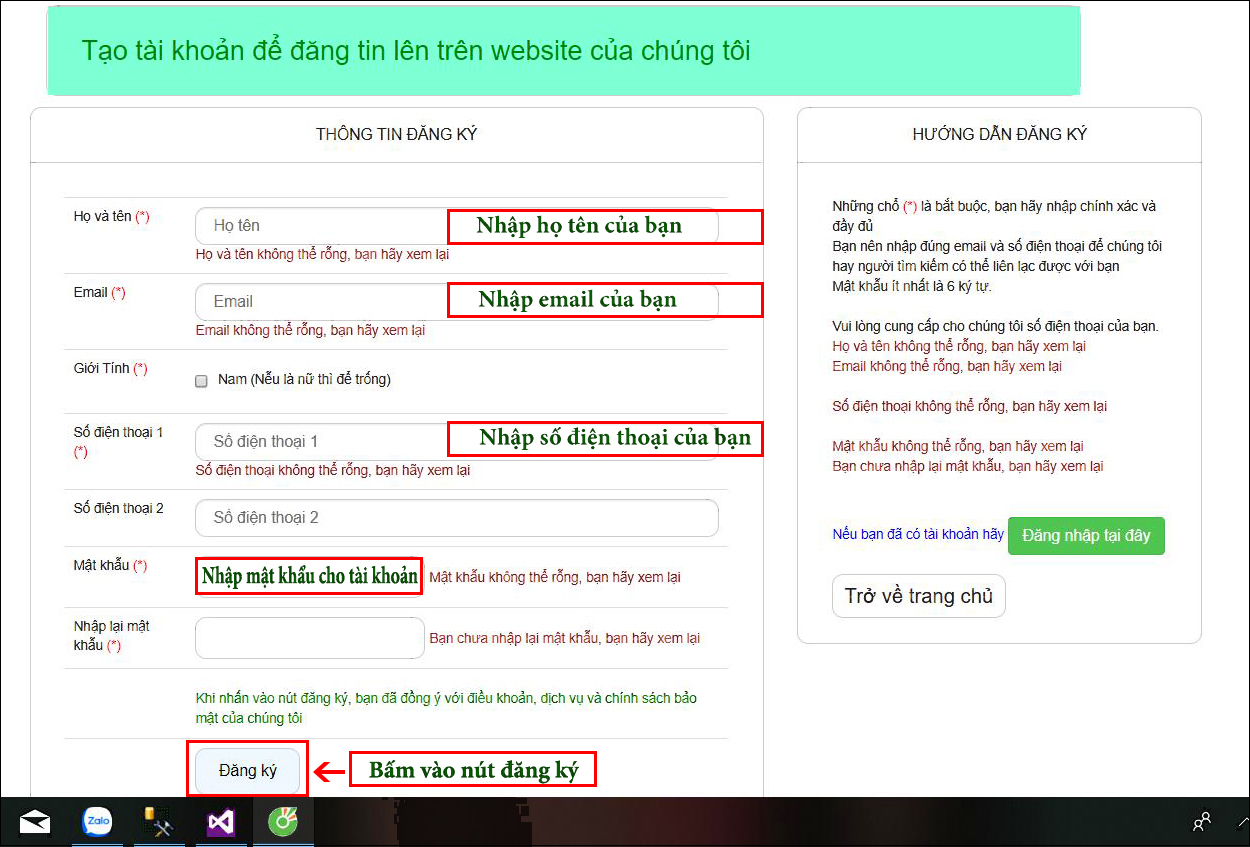 Tạo tài khoản để đăng tin lên trên website của chúng tôi
THÔNG TIN ĐĂNG KÝ
Họ và tên (*)
Họ tên
Nhập họ tên của bạn
Họ và tên không thể rỗng, bạn hãy xem lại
Email (*)
Email
Nhập email của bạn
Email không thể rỗng, bạn hãy xem lại
Giới Tính (*)
Nam (Nếu là nữ thì để trống)
Số điện thoại 1
(*)
Số điện thoại 1
Nhập số điện thoại của bạn
Số điện thoại không thể rỗng, bạn hãy xem lại
Số điện thoại 2
Số điện thoại 2
Mật khẩu (*)
Nhập mật khẩu cho tài khoản
Mật khẩu không thể rỗng, bạn hãy xem lại
Nhập lại mật
khẩu (*)
Bạn chưa nhập lại mật khẩu, bạn hãy xem lại
Khi nhấn vào nút đăng ký, bạn đã đồng ý với điều khoản, dịch vụ và chính sách bảo
mật của chúng tôi
Đăng ký
Bấm vào nút đăng ký
HƯỚNG DẪN ĐĂNG KÝ
Những chổ (*) là bắt buộc, bạn hãy nhập chính xác và
đầy đủ
Bạn nên nhập đúng email và số điện thoại để chúng tôi
hay người tìm kiếm có thể liên lạc được với bạn
Mật khẩu ít nhất là 6 ký tự.
Vui lòng cung cấp cho chúng tôi số điện thoại của bạn.
Họ và tên không thể rỗng, bạn hãy xem lại
Email không thể rỗng, bạn hãy xem lại
Số điện thoại không thể rỗng, bạn hãy xem lại
Mật khẩu không thể rỗng, bạn hãy xem lại
Bạn chưa nhập lại mật khẩu, bạn hãy xem lại
Nếu bạn đã có tài khoản hãy
Đăng nhập tại đây
Trở về trang chủ
Zalo